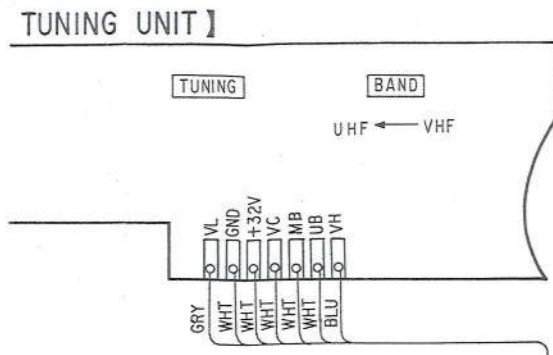 TUNING UNIT】
TUNING
BAND
UHF ← VHF
VL
GND
+32V
VC
MB
UB
VH
GRY
WHT
WHT
WHT
WHT
WHT
BLU